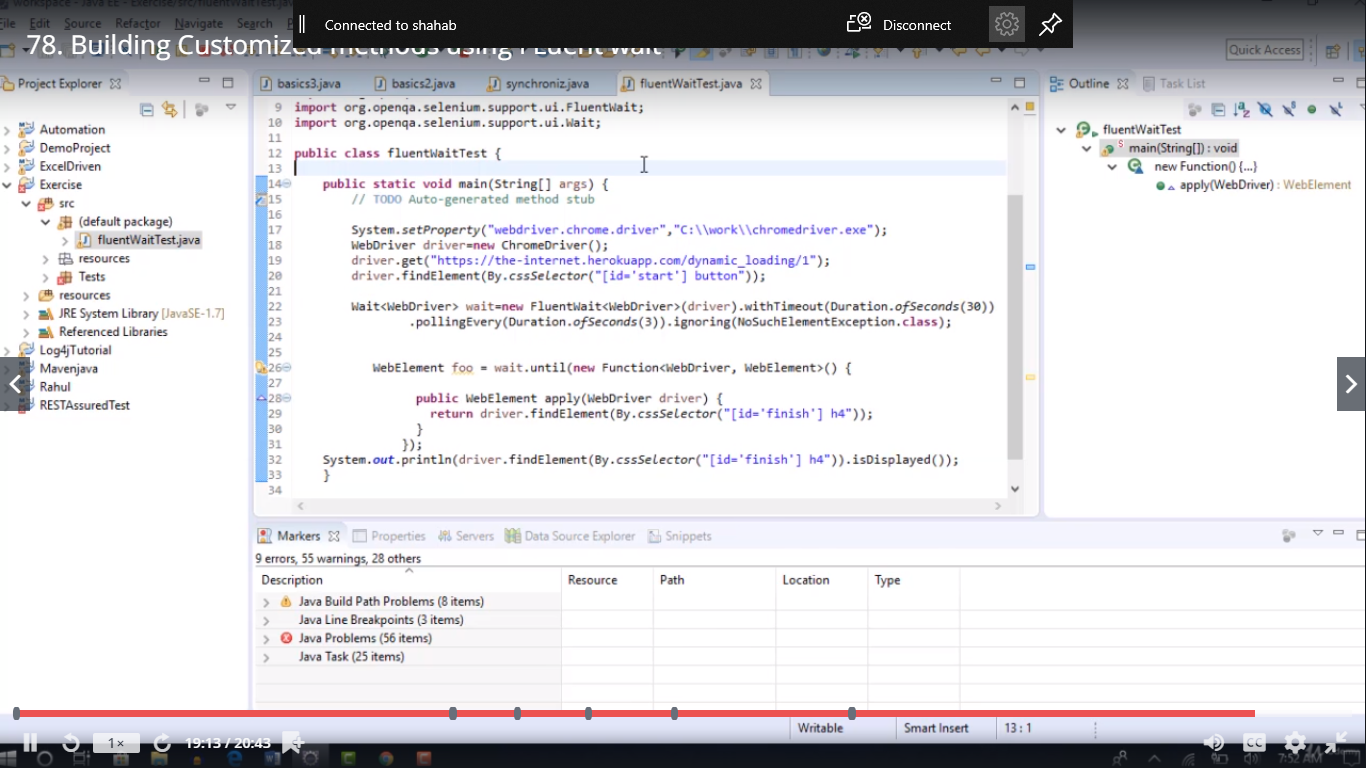 workspace - Java EE - Exercise/src/fluentWaitTest.java
File Edit Source Refactor Navigate Search
Connected to shahab
Disconnect
78. Building Customized methods using FLuent wait
Quick Access
Project Explorer
basics3.java
basics2.java
synchroniz.java
fluentWaitTest.java
Outline
Task List
Automation
DemoProject
ExcelDriven
Exercise
src
(default package)
fluentWaitTest.java
resources
Tests
resources
JRE System Library [JavaSE-1.7]
Referenced Libraries
Log4jTutorial
Mavenjava
Rahul
RESTAssuredTest
9 import org.openqa.selenium.support.ui.FluentWait;
10 import org.openqa.selenium.support.ui.Wait;
11
12 public class fluentWaitTest {
13
14 public static void main(String[] args) {
15 // TODO Auto-generated method stub
16
17 System.setProperty("webdriver.chrome.driver","C:\\work\\chromedriver.exe");
18 WebDriver driver=new ChromeDriver();
19 driver.get("https://the-internet.herokuapp.com/dynamic_loading/1");
20 driver.findElement(By.cssSelector("[id='start'] button"));
21
22 Wait<WebDriver> wait=new FluentWait<WebDriver>(driver).withTimeout(Duration.ofSeconds(30))
23 .pollingEvery(Duration.ofSeconds(3)).ignoring(NoSuchElementException.class);
24
25
26 WebElement foo = wait.until(new Function<WebDriver, WebElement>() {
27
28 public WebElement apply(WebDriver driver) {
29 return driver.findElement(By.cssSelector("[id='finish'] h4"));
30 }
31 });
32 System.out.println(driver.findElement(By.cssSelector("[id='finish'] h4")).isDisplayed());
33 }
34
fluentWaitTest
main(String[]) : void
new Function() {...}
apply(WebDriver) : WebElement
Markers
Properties
Servers
Data Source Explorer
Snippets
9 errors, 55 warnings, 28 others
Description Resource Path Location Type
Java Build Path Problems (8 items)
Java Line Breakpoints (3 items)
Java Problems (56 items)
Java Task (25 items)
Writable
Smart Insert
13 : 1
1×
19:13 / 20:43
CC
7:52 AM